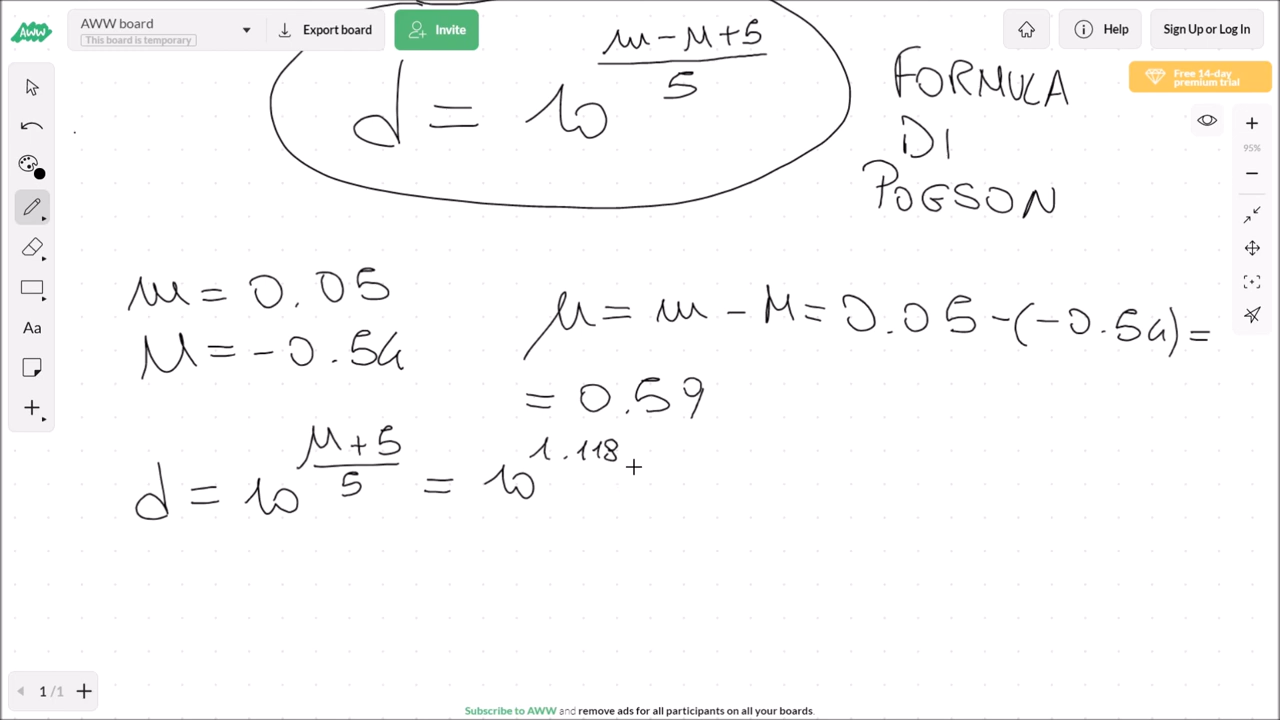 AWW board
This board is temporary
Export board
Invite
Help
Sign Up or Log In
Free 14-day premium trial
d = 10^((m-M+5)/5)
FORMULA
DI
POGSON
95%
m = 0.05
M = -0.54
μ = m - M = 0.05 - (-0.54) =
= 0.59
d = 10^((μ+5)/5) = 10^1.118
Aa
1 / 1
Subscribe to AWW and remove ads for all participants on all your boards.